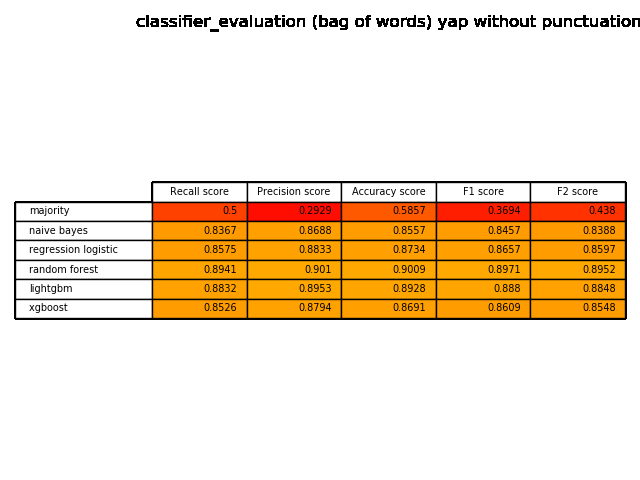 classifier_evaluation (bag of words) yap without punctuation
Recall score Precision score Accuracy score F1 score F2 score
majority 0.5 0.2929 0.5857 0.3694 0.438
naive bayes 0.8367 0.8688 0.8557 0.8457 0.8388
regression logistic 0.8575 0.8833 0.8734 0.8657 0.8597
random forest 0.8941 0.901 0.9009 0.8971 0.8952
lightgbm 0.8832 0.8953 0.8928 0.888 0.8848
xgboost 0.8526 0.8794 0.8691 0.8609 0.8548